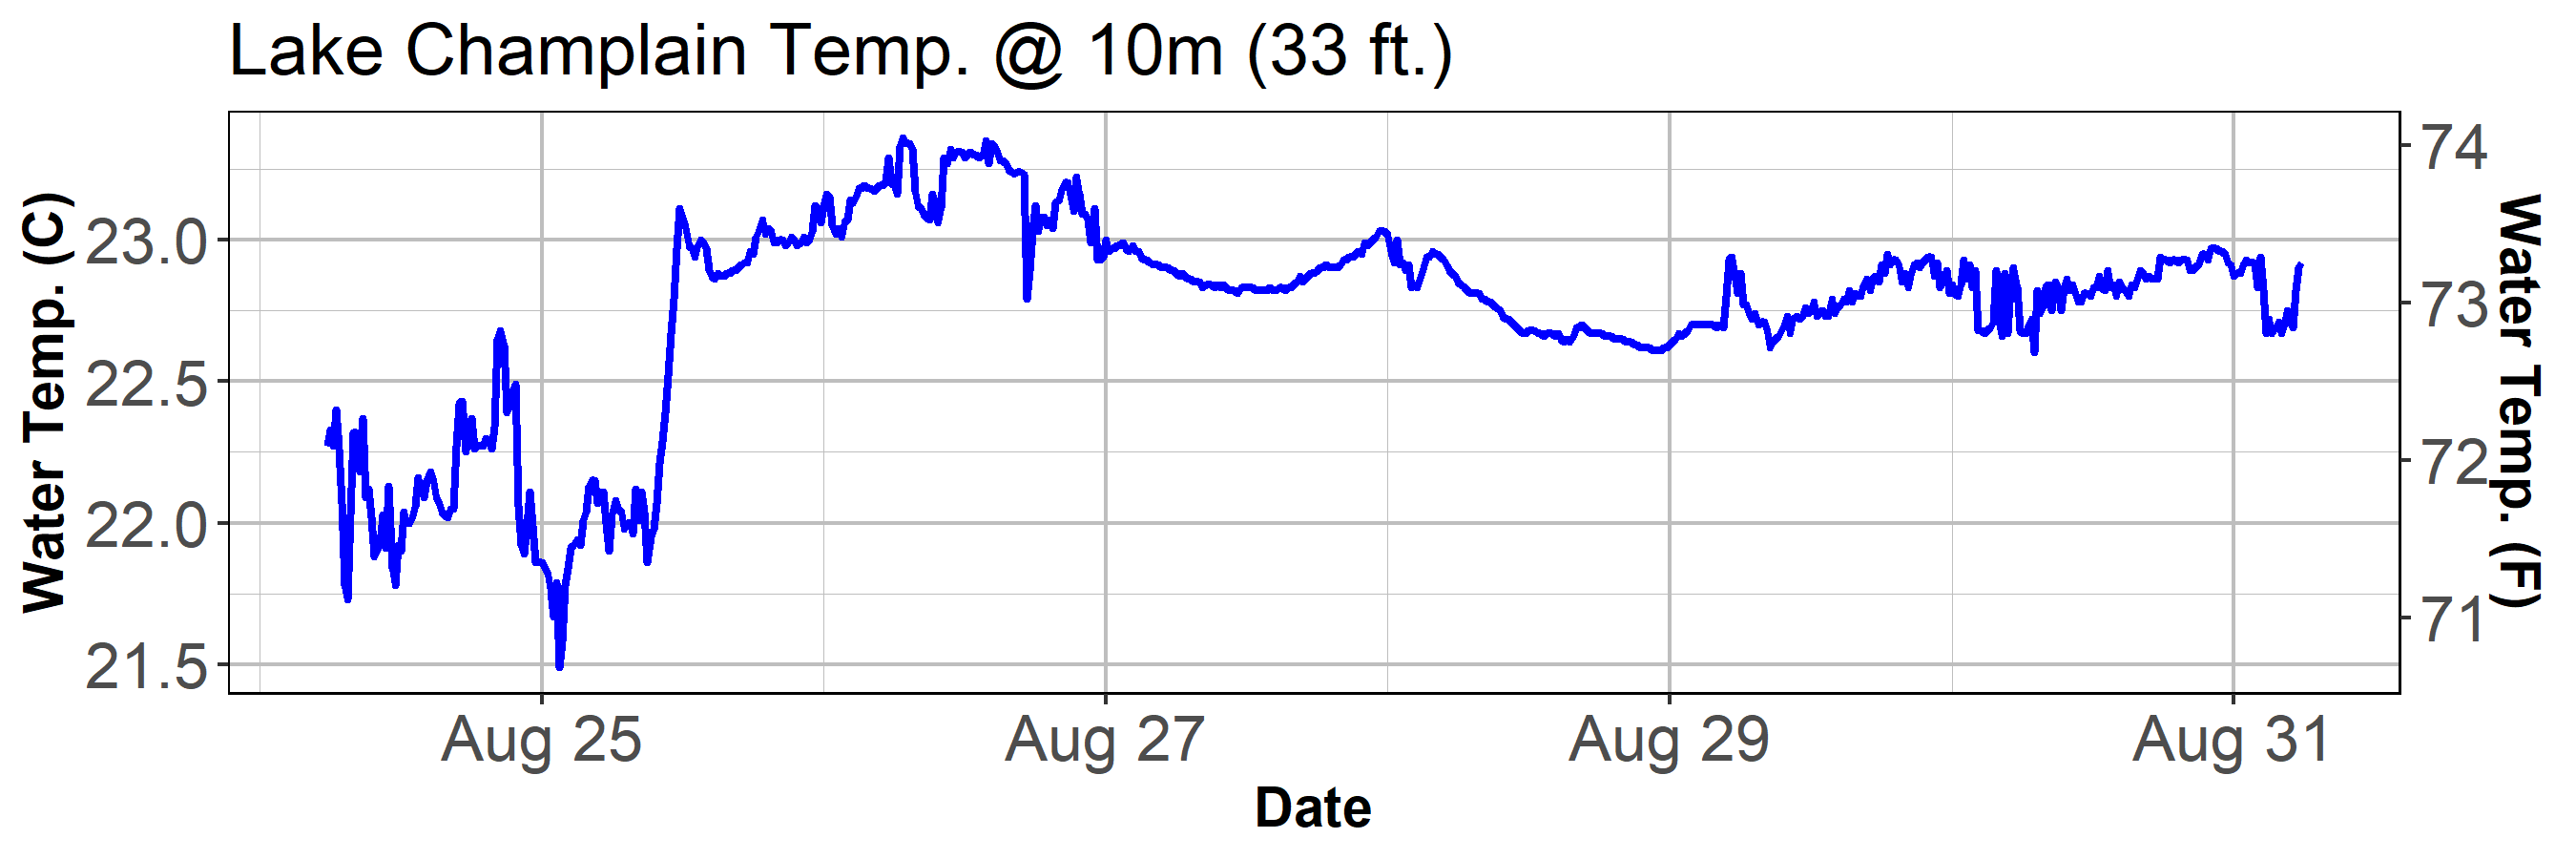 Lake Champlain Temp. @ 10m (33 ft.)
Water Temp. (C)
23.0
22.5
22.0
21.5
74
73
72
71
Water Temp. (F)
Aug 25 Aug 27 Aug 29 Aug 31
Date